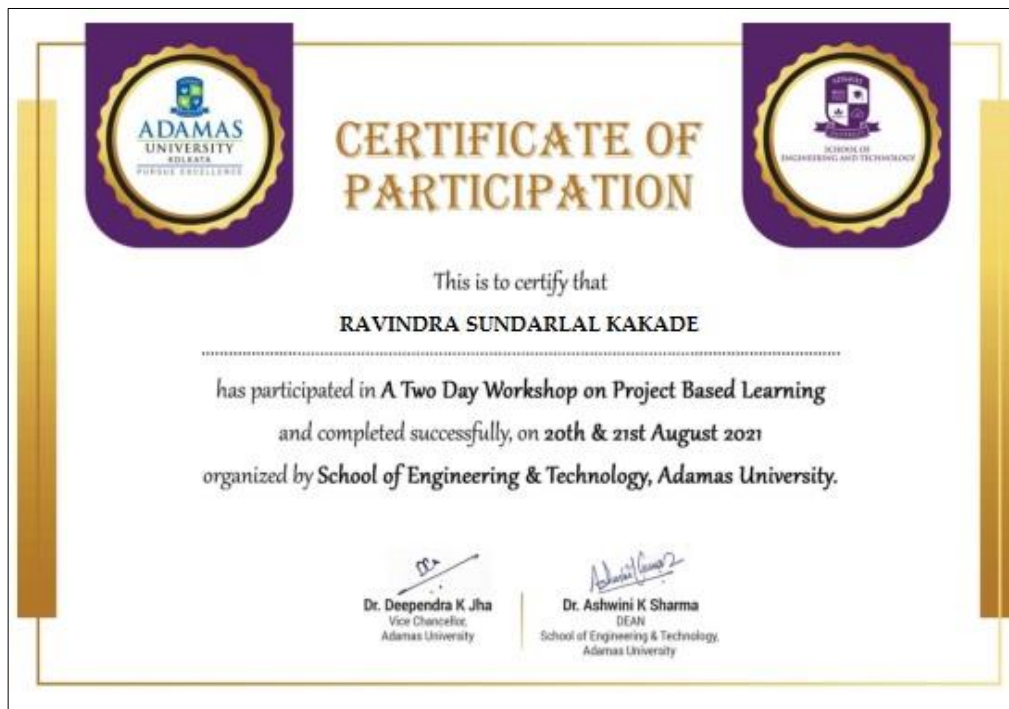 ADAMAS
UNIVERSITY
KOLKATA
PURSUE EXCELLENCE
CERTIFICATE OF
PARTICIPATION
ADAMAS
UNIVERSITY
SCHOOL OF
ENGINEERING AND TECHNOLOGY
This is to certify that
RAVINDRA SUNDARLAL KAKADE
has participated in A Two Day Workshop on Project Based Learning
and completed successfully, on 20th & 21st August 2021
organized by School of Engineering & Technology, Adamas University.
Dr. Deependra K Jha
Vice Chancellor,
Adamas University
Dr. Ashwini K Sharma
DEAN
School of Engineering & Technology,
Adamas University